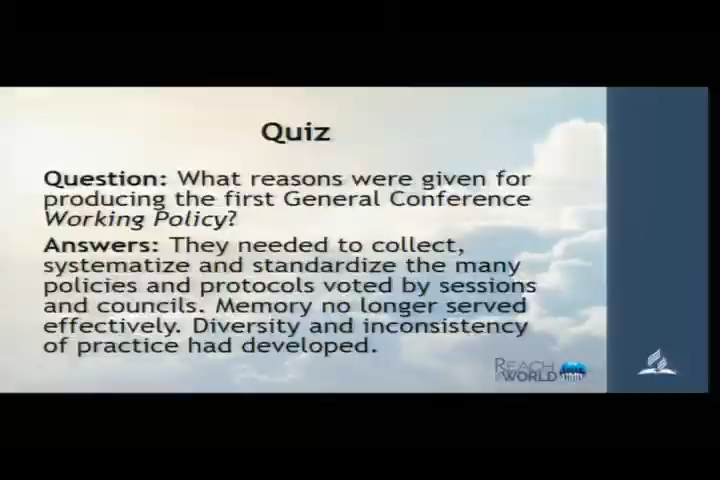 Quiz
Question: What reasons were given for
producing the first General Conference
Working Policy?
Answers: They needed to collect,
systematize and standardize the many
policies and protocols voted by sessions
and councils. Memory no longer served
effectively. Diversity and inconsistency
of practice had developed.
REACH
WORLD